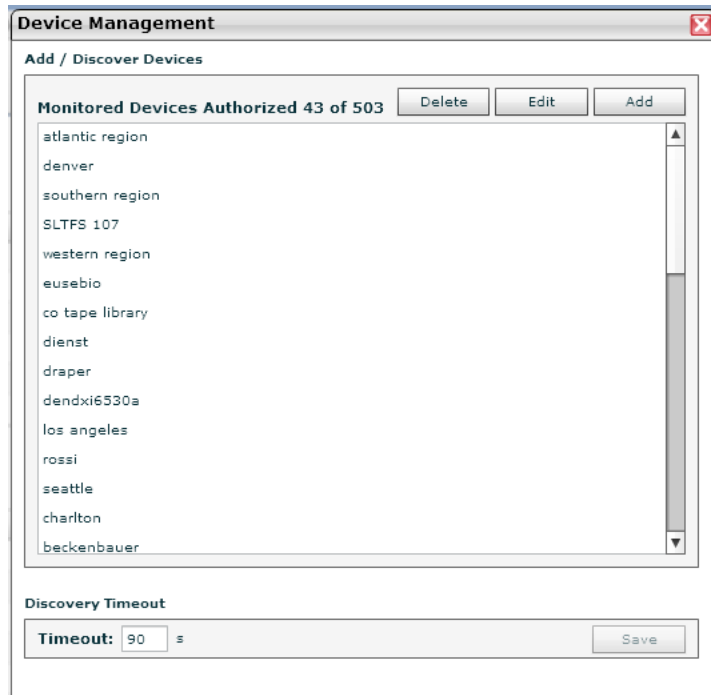 Device Management
Add / Discover Devices
Monitored Devices Authorized 43 of 503 Delete Edit Add
atlantic region
denver
southern region
SLTFS 107
western region
eusebio
co tape library
dienst
draper
dendxi6530a
los angeles
rossi
seattle
charlton
beckenbauer
Discovery Timeout
Timeout: 90 s Save